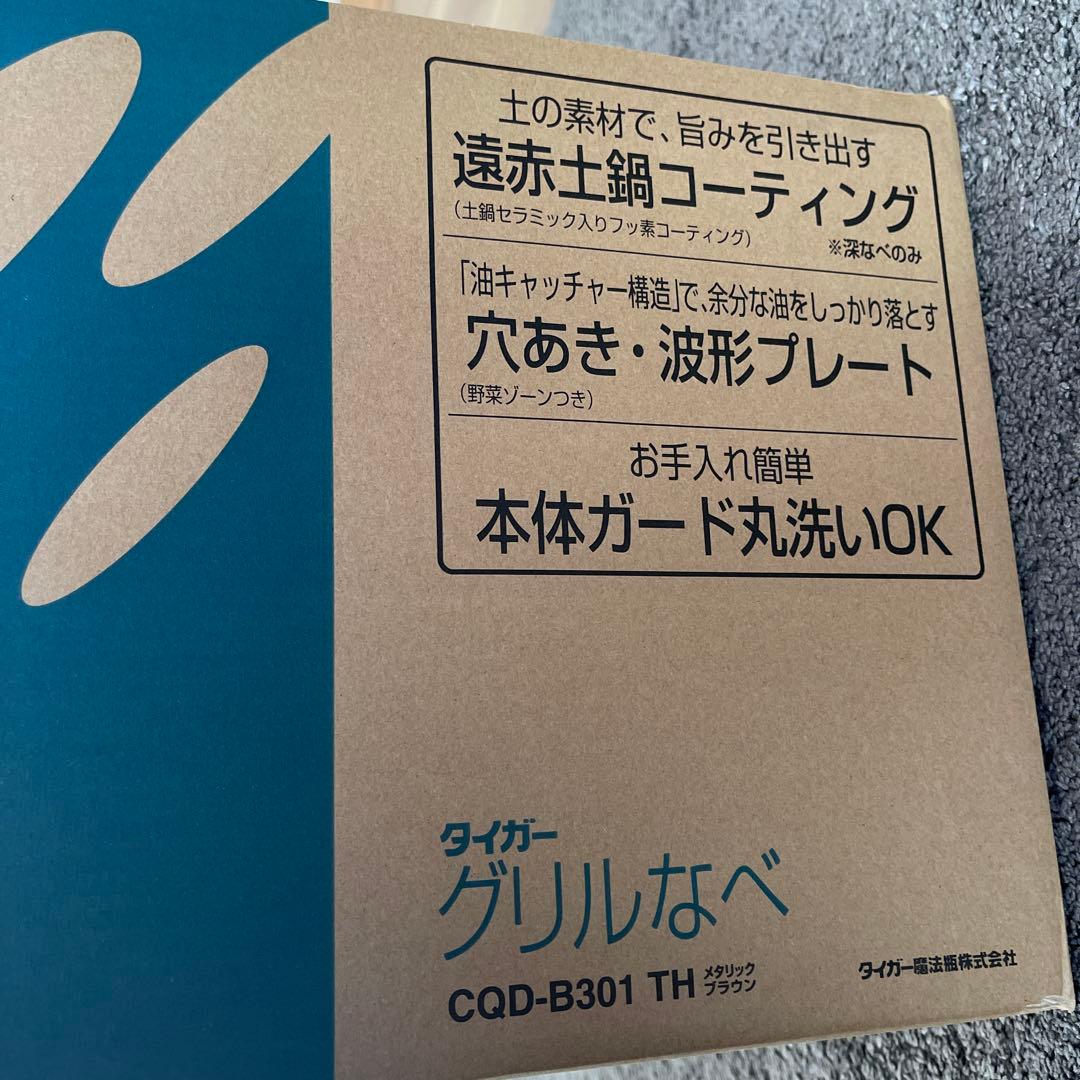 土の素材で、旨みを引き出す
遠赤土鍋コーティング
（土鍋セラミック入りフッ素コーティング）
※深なべのみ
「油キャッチャー構造」で、余分な油をしっかり落とす
穴あき・波形プレート
（野菜ゾーンつき）
お手入れ簡単
本体ガード丸洗いOK
タイガー
グリルなべ
CQD-B301 TH メタリック
ブラウン
タイガー魔法瓶株式会社